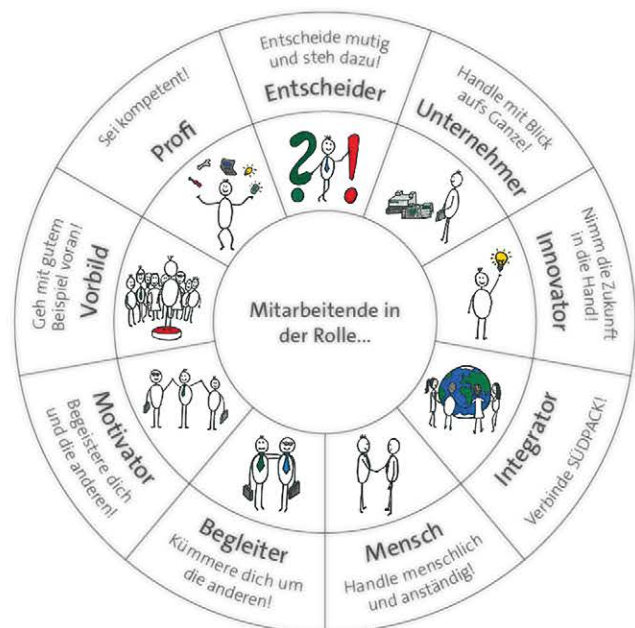 Entscheide mutig
und steh dazu!
Entscheider
Handle mit Blick
aufs Ganze!
Unternehmer
Nimm die Zukunft
in die Hand!
Innovator
Integrator
Verbinde SÜDPACK!
Mensch
Handle menschlich
und anständig!
Begleiter
Kümmere dich um
die anderen!
Motivator
Begeistere dich
und die anderen!
Geh mit gutem
Beispiel voran!
Vorbild
Sei kompetent!
Profi
?
!
Mitarbeitende in
der Rolle...